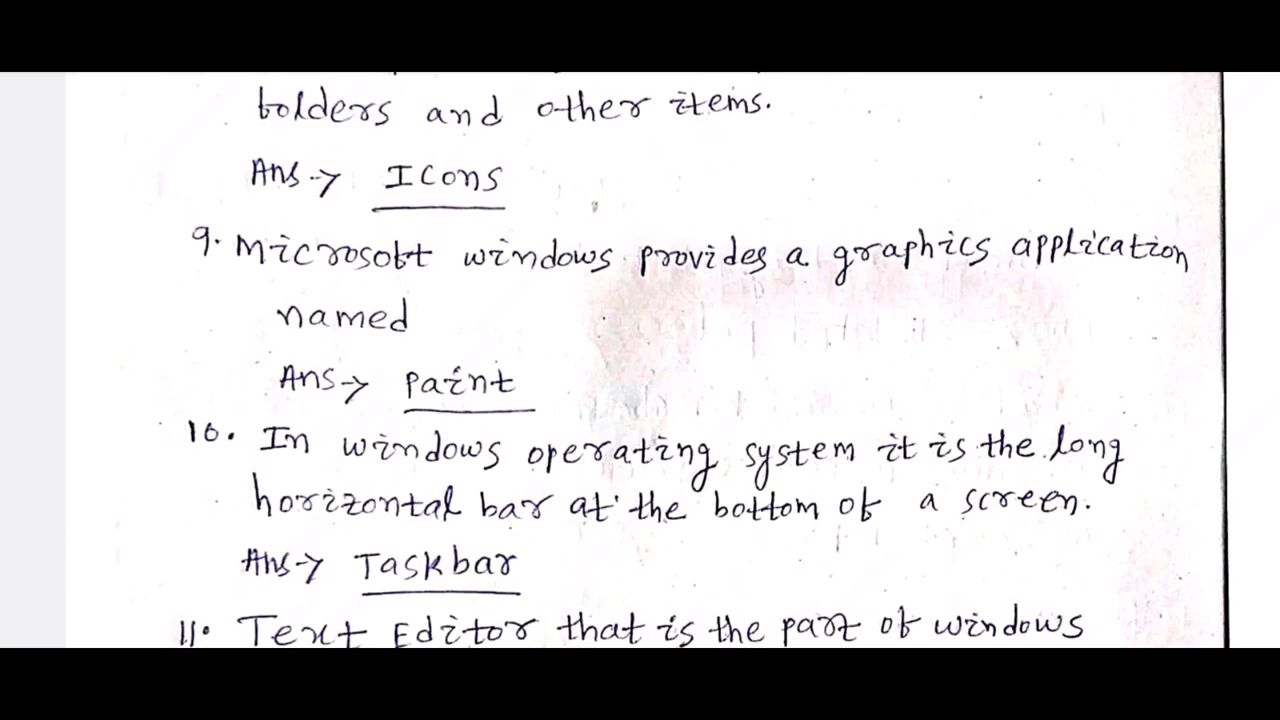 folders and other items.
Ans → Icons
9. Microsoft windows provides a graphics application
named
Ans → Paint
10. In windows operating system it is the long
horizontal bar at the bottom of a screen.
Ans → Taskbar
11. Text Editor that is the part of windows